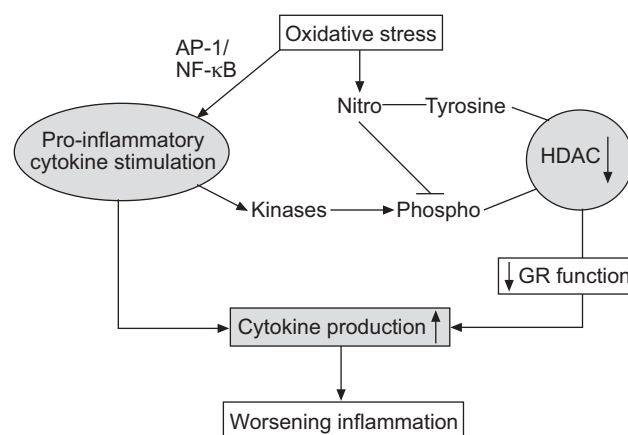 Oxidative stress
AP-1/
NF-κB
Nitro
Tyrosine
Pro-inflammatory
cytokine stimulation
HDAC
Kinases
Phospho
GR function
Cytokine production
Worsening inflammation